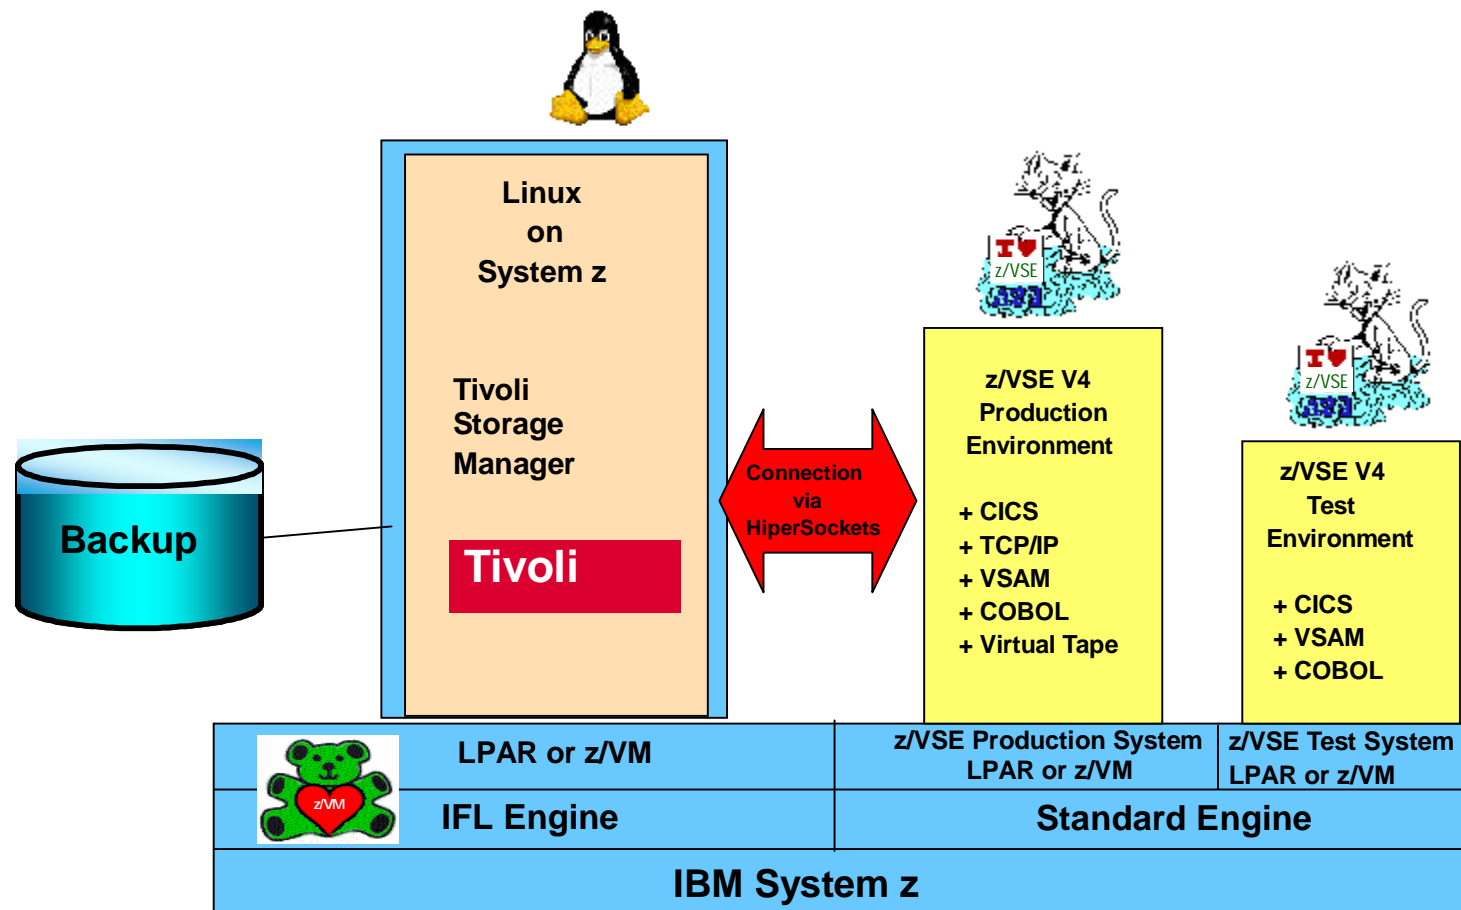 Linux
on
System z
Tivoli
Storage
Manager
Tivoli
Backup
Connection
via
HiperSockets
I
z/VSE
z/VSE V4
Production
Environment
+ CICS
+ TCP/IP
+ VSAM
+ COBOL
+ Virtual Tape
I
z/VSE
z/VSE V4
Test
Environment
+ CICS
+ VSAM
+ COBOL
z/VM
LPAR or z/VM
z/VSE Production System
LPAR or z/VM
z/VSE Test System
LPAR or z/VM
IFL Engine
Standard Engine
IBM System z